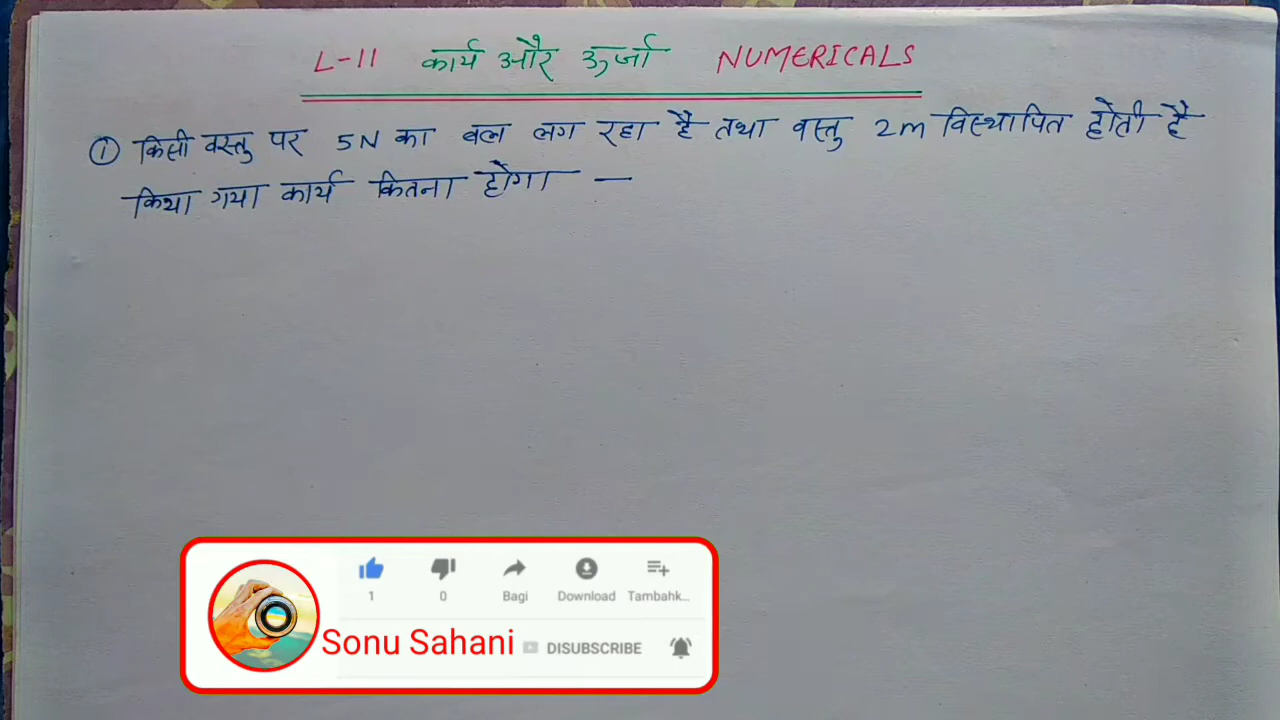 L-11 कार्य और ऊर्जा NUMERICALS
① किसी वस्तु पर 5N का बल लग रहा है तथा वस्तु 2m विस्थापित होती है
किया गया कार्य कितना होगा —
1 0 Bagi Download Tambahk...
Sonu Sahani DISUBSCRIBE